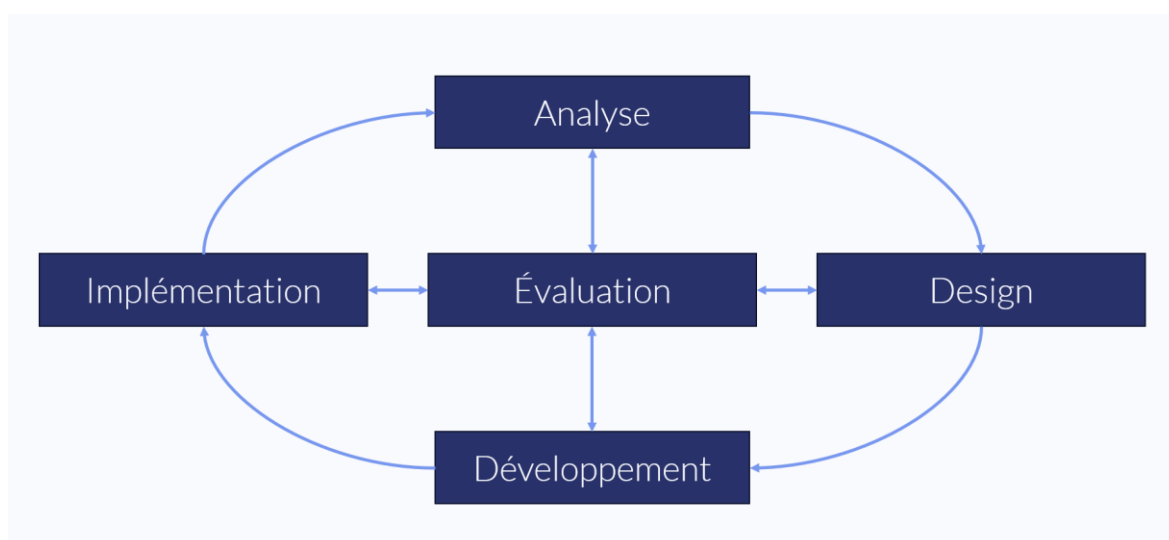 Analyse
Implémentation
Évaluation
Design
Développement